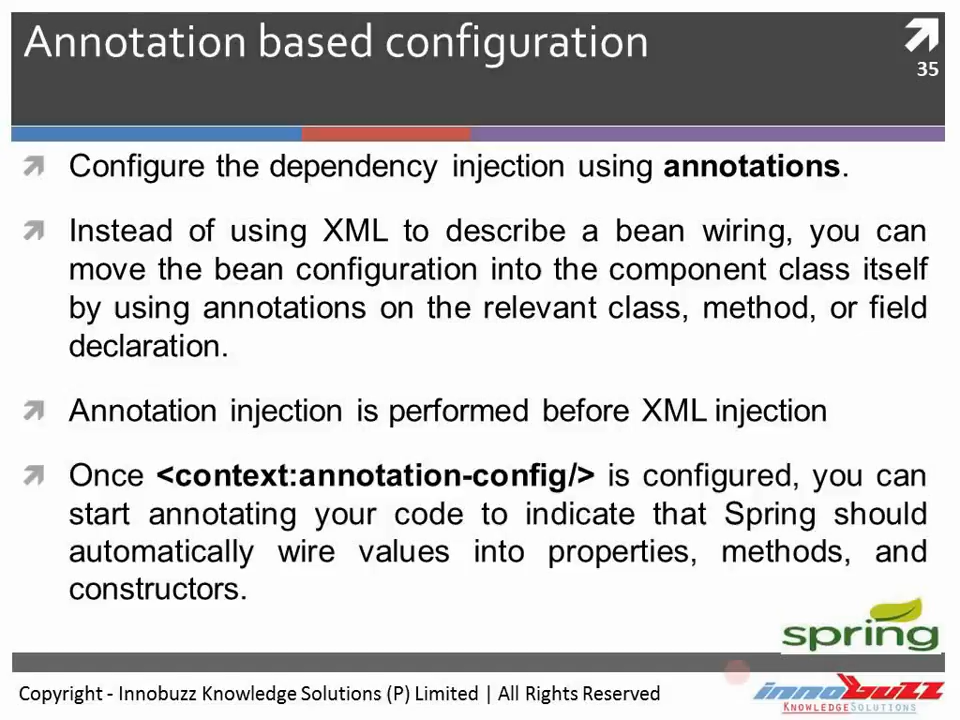 Annotation based configuration
35
Configure the dependency injection using annotations.
Instead of using XML to describe a bean wiring, you can
move the bean configuration into the component class itself
by using annotations on the relevant class, method, or field
declaration.
Annotation injection is performed before XML injection
Once <context:annotation-config/> is configured, you can
start annotating your code to indicate that Spring should
automatically wire values into properties, methods, and
constructors.
spring
Copyright - Innobuzz Knowledge Solutions (P) Limited | All Rights Reserved
innobuzz
KNOWLEDGESOLUTIONS